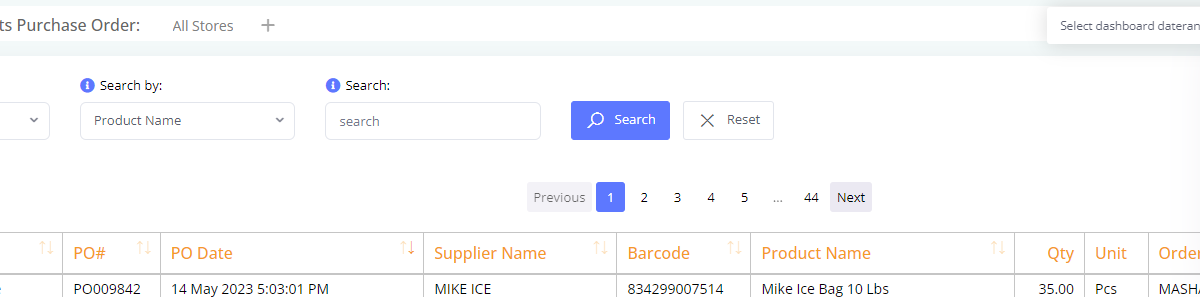 ts Purchase Order: All Stores
Select dashboard dateran
Search by: Search:
Product Name search Search Reset
Previous 1 2 3 4 5 ... 44 Next
PO# PO Date Supplier Name Barcode Product Name Qty Unit Order
PO009842 14 May 2023 5:03:01 PM MIKE ICE 834299007514 Mike Ice Bag 10 Lbs 35.00 Pcs MASHA